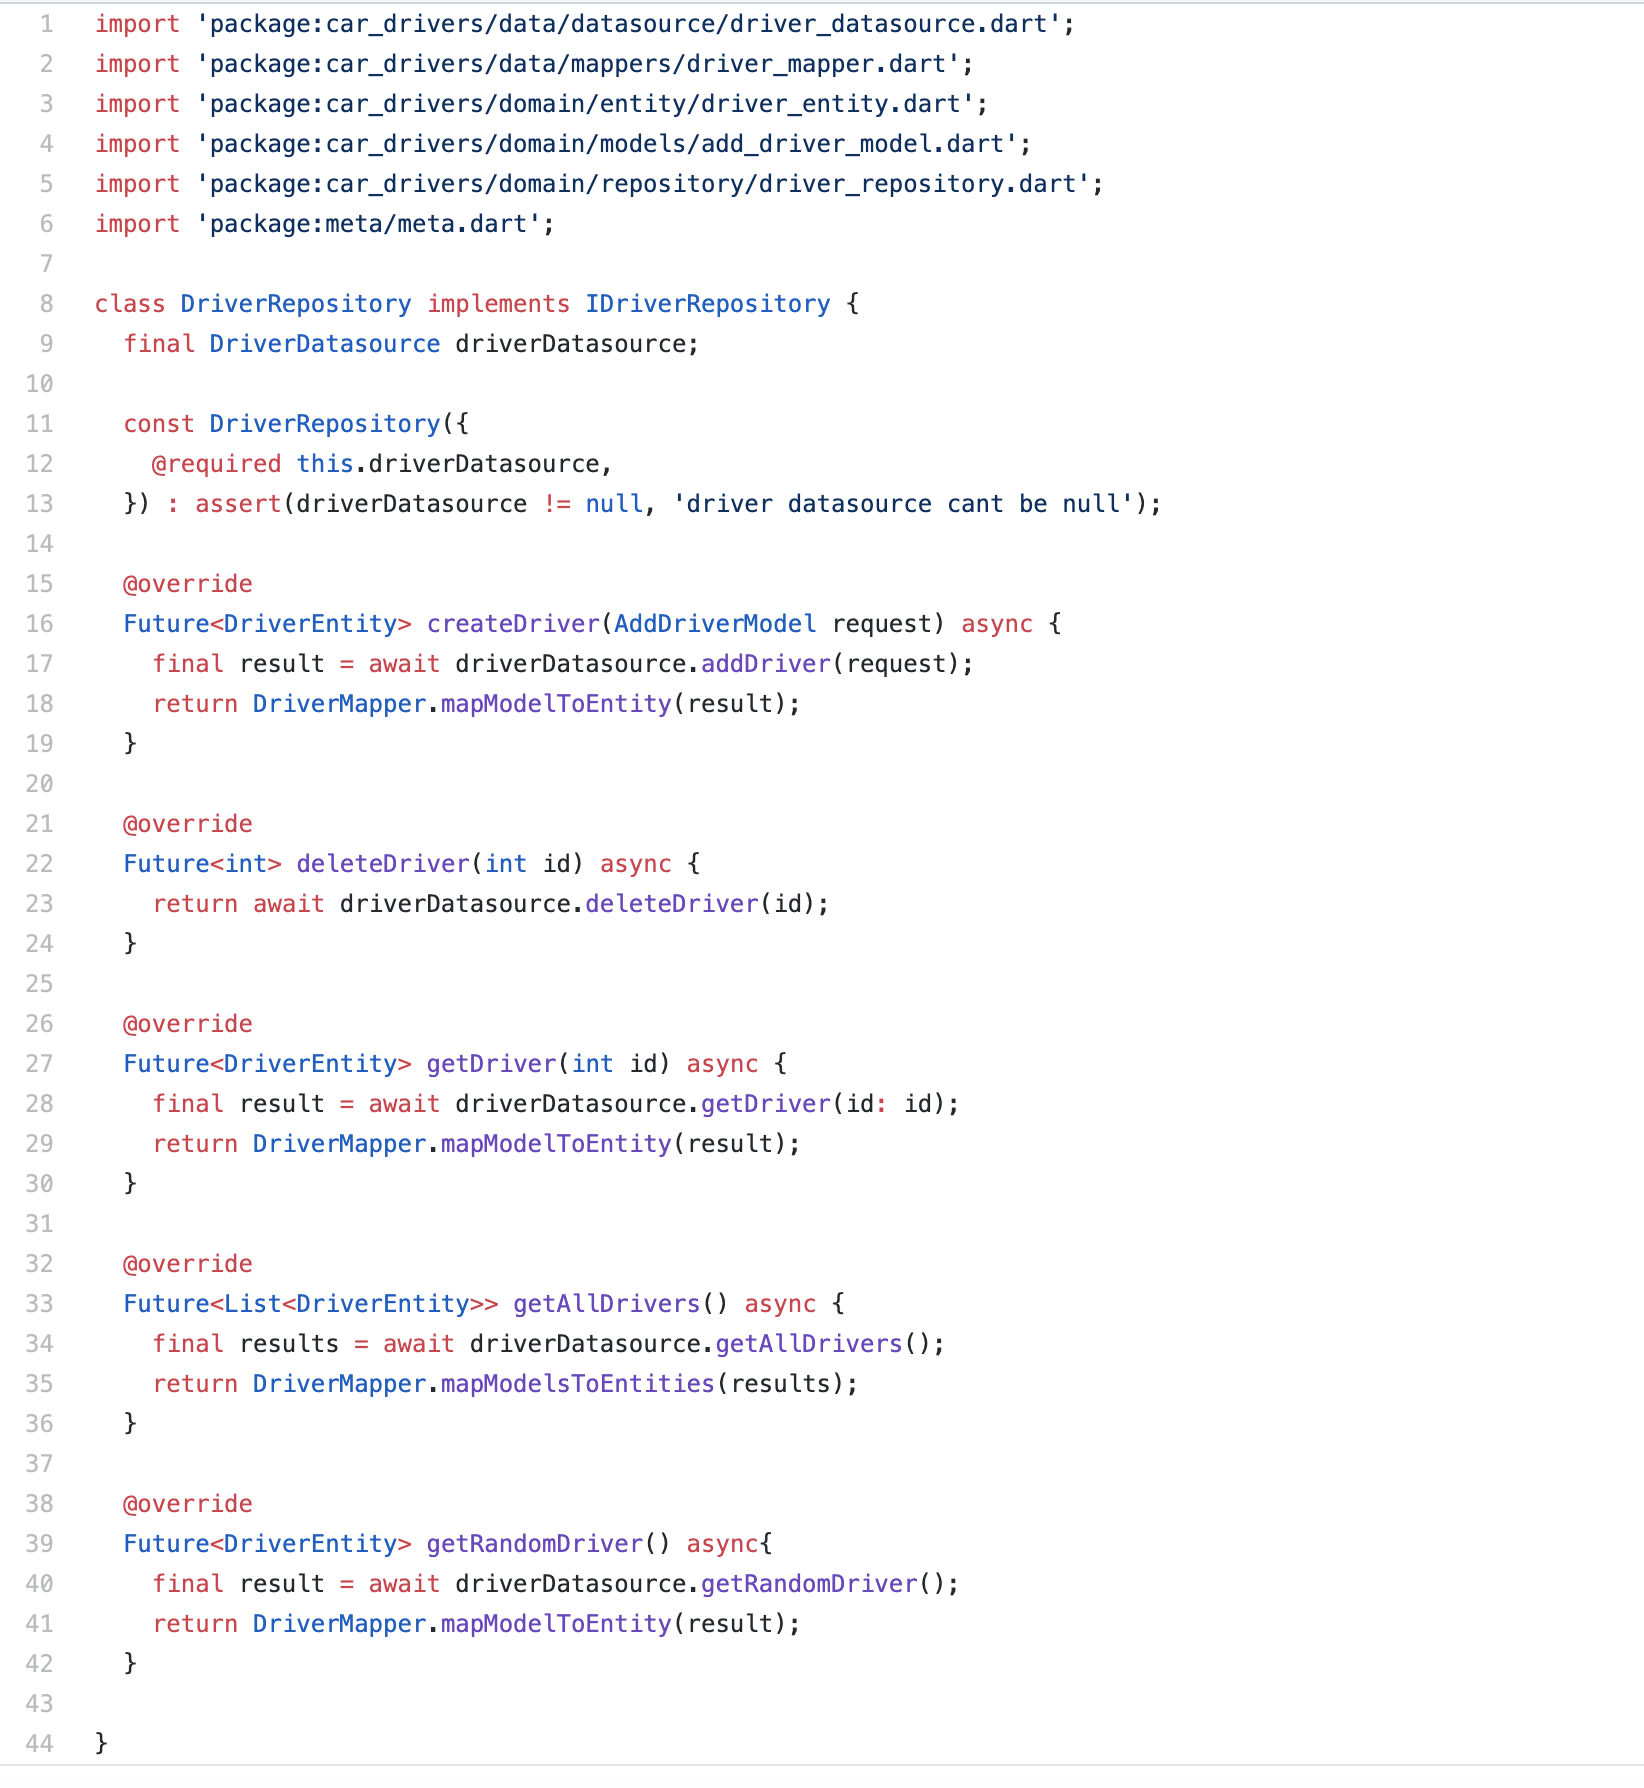 1 import 'package:car_drivers/data/datasource/driver_datasource.dart';
2 import 'package:car_drivers/data/mappers/driver_mapper.dart';
3 import 'package:car_drivers/domain/entity/driver_entity.dart';
4 import 'package:car_drivers/domain/models/add_driver_model.dart';
5 import 'package:car_drivers/domain/repository/driver_repository.dart';
6 import 'package:meta/meta.dart';
7
8 class DriverRepository implements IDriverRepository {
9   final DriverDatasource driverDatasource;
10
11   const DriverRepository({
12     @required this.driverDatasource,
13   }) : assert(driverDatasource != null, 'driver datasource cant be null');
14
15   @override
16   Future<DriverEntity> createDriver(AddDriverModel request) async {
17     final result = await driverDatasource.addDriver(request);
18     return DriverMapper.mapModelToEntity(result);
19   }
20
21   @override
22   Future<int> deleteDriver(int id) async {
23     return await driverDatasource.deleteDriver(id);
24   }
25
26   @override
27   Future<DriverEntity> getDriver(int id) async {
28     final result = await driverDatasource.getDriver(id: id);
29     return DriverMapper.mapModelToEntity(result);
30   }
31
32   @override
33   Future<List<DriverEntity>> getAllDrivers() async {
34     final results = await driverDatasource.getAllDrivers();
35     return DriverMapper.mapModelsToEntities(results);
36   }
37
38   @override
39   Future<DriverEntity> getRandomDriver() async{
40     final result = await driverDatasource.getRandomDriver();
41     return DriverMapper.mapModelToEntity(result);
42   }
43
44 }